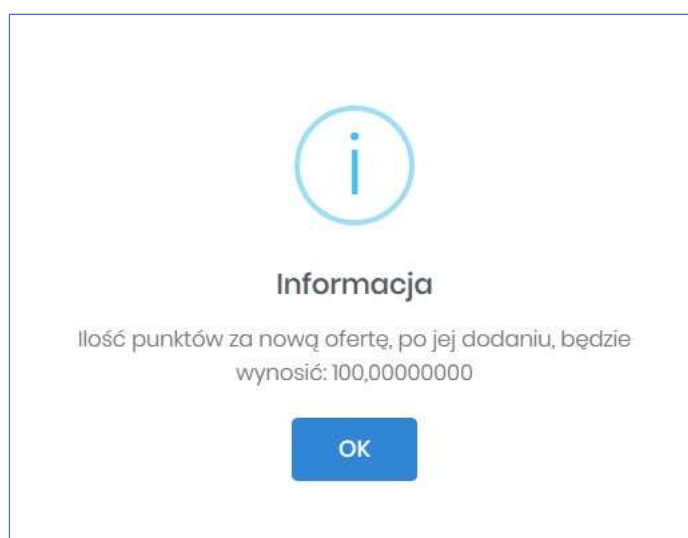 Informacja
Ilość punktów za nową ofertę, po jej dodaniu, będzie
wynosić: 100,00000000
OK